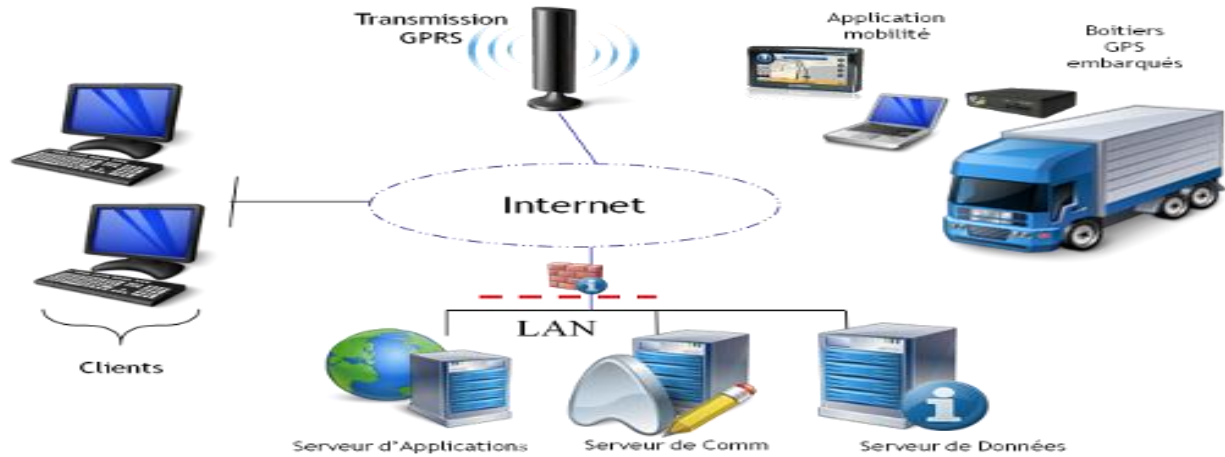 Transmission
GPRS
Application
mobilité
Boitiers
GPS
embarqués
Internet
LAN
Clients
Serveur d'Applications
Serveur de Comm
Serveur de Données